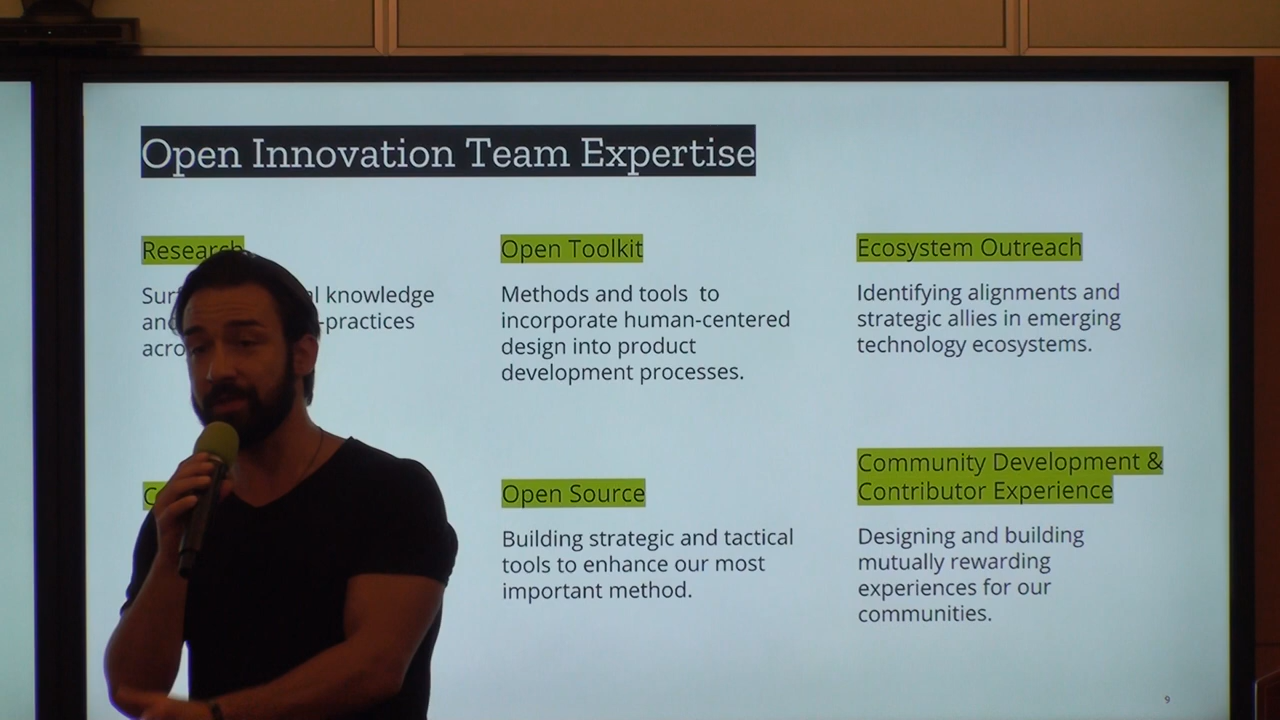 Open Innovation Team Expertise
Research
l knowledge
-practices
Open Toolkit
Methods and tools to
incorporate human-centered
design into product
development processes.
Ecosystem Outreach
Identifying alignments and
strategic allies in emerging
technology ecosystems.
Open Source
Building strategic and tactical
tools to enhance our most
important method.
Community Development &
Contributor Experience
Designing and building
mutually rewarding
experiences for our
communities.
9